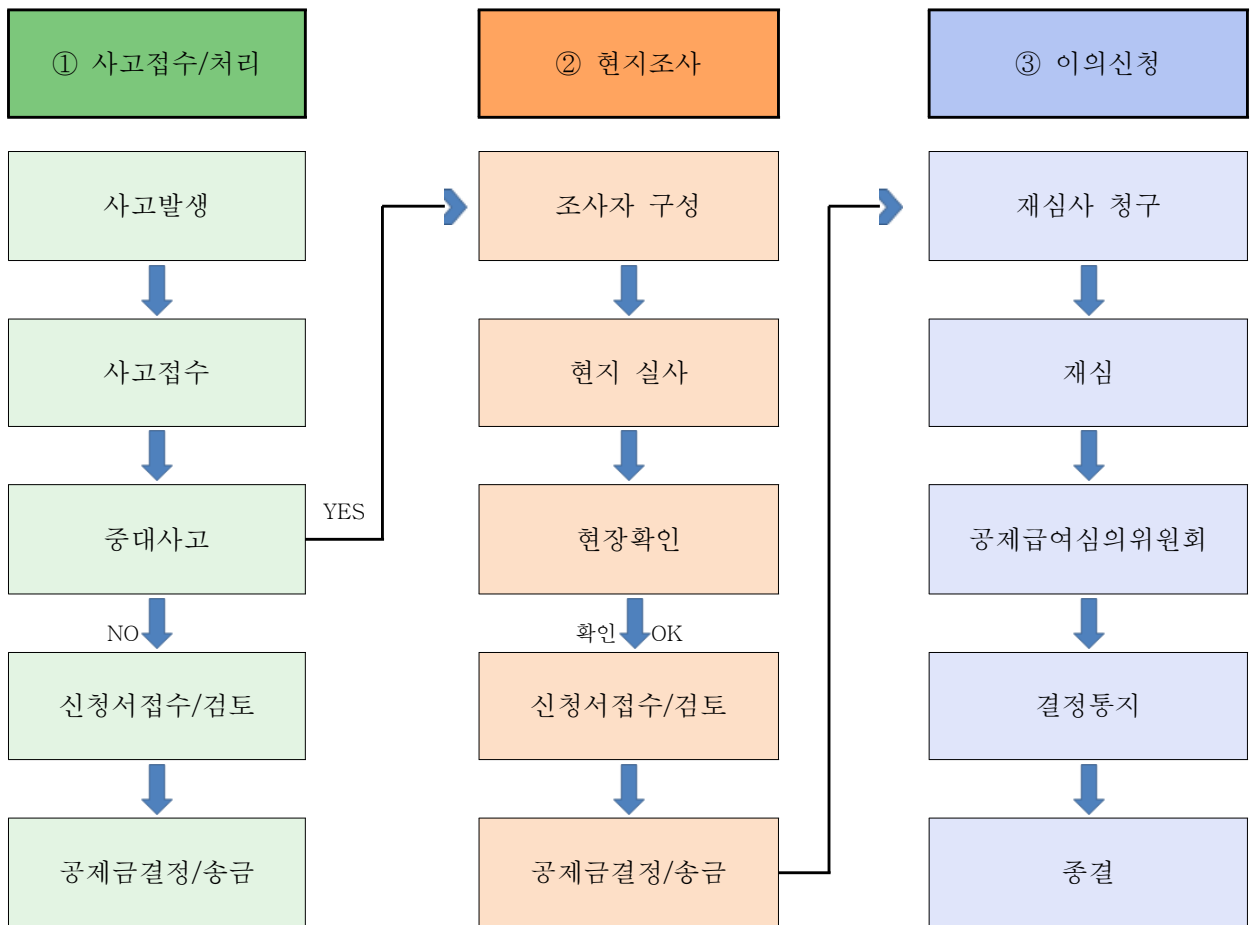 ① 사고접수/처리
사고발생
사고접수
중대사고
YES
NO
신청서접수/검토
공제금결정/송금
② 현지조사
조사자 구성
현지 실사
현장확인
확인 OK
신청서접수/검토
공제금결정/송금
③ 이의신청
재심사 청구
재심
공제급여심의위원회
결정통지
종결